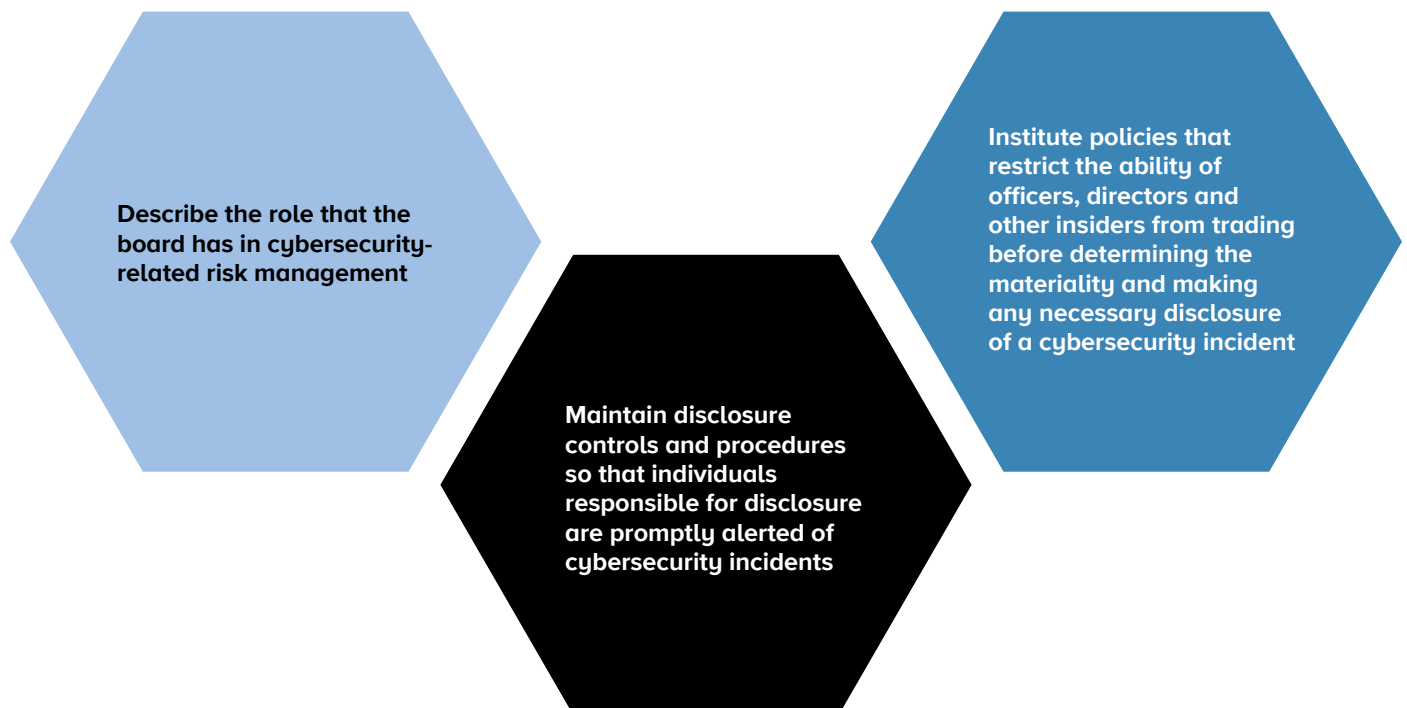 Describe the role that the
board has in cybersecurity-
related risk management
Maintain disclosure
controls and procedures
so that individuals
responsible for disclosure
are promptly alerted of
cybersecurity incidents
Institute policies that
restrict the ability of
officers, directors and
other insiders from trading
before determining the
materiality and making
any necessary disclosure
of a cybersecurity incident